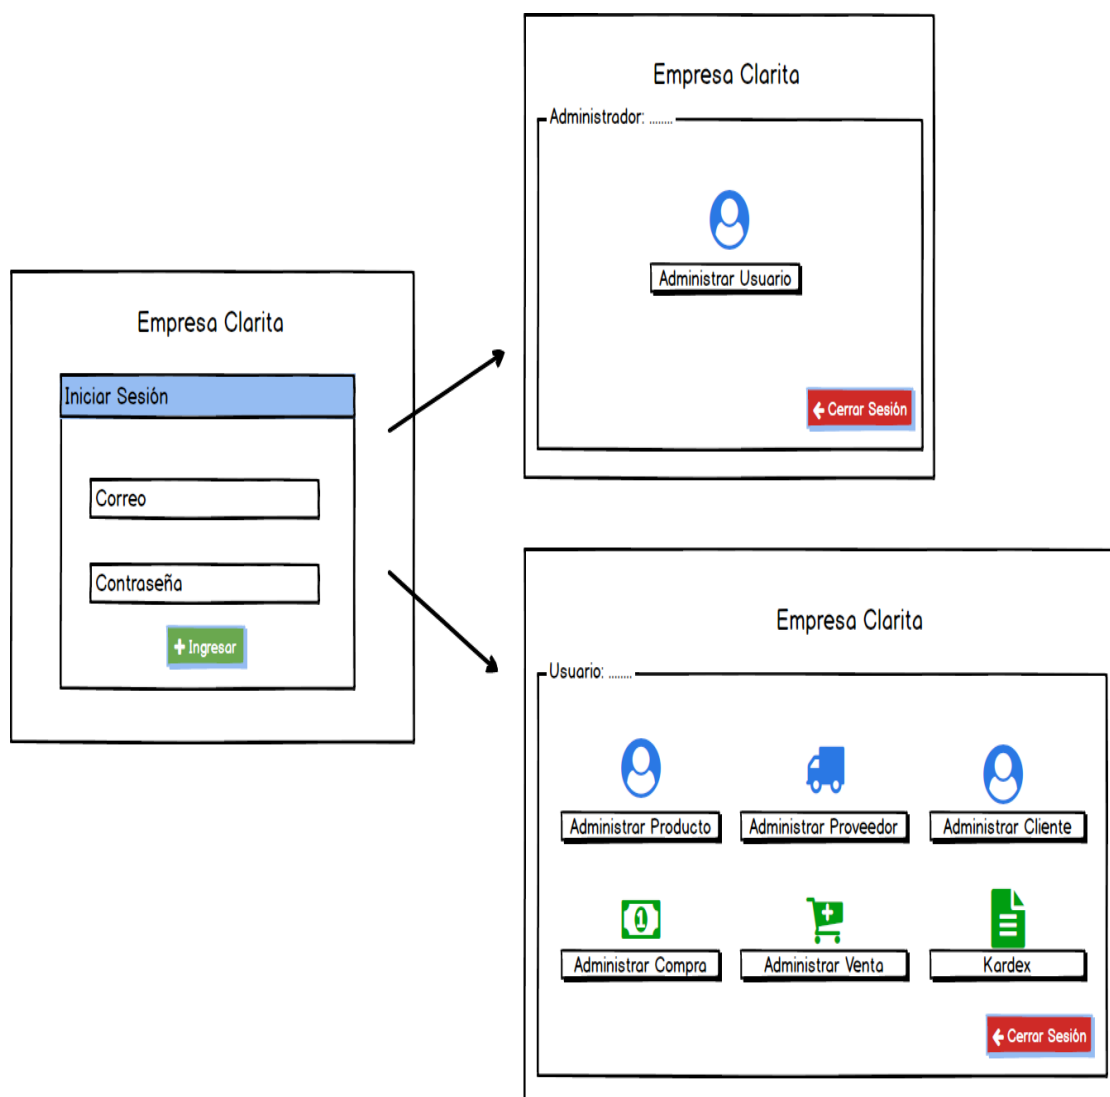 Empresa Clarita
Iniciar Sesión
Correo
Contraseña
Ingresar
Empresa Clarita
Administrador: ........
Administrar Usuario
Cerrar Sesión
Empresa Clarita
Usuario: ........
Administrar Producto
Administrar Proveedor
Administrar Cliente
1
Administrar Compra
Administrar Venta
Kardex
Cerrar Sesión